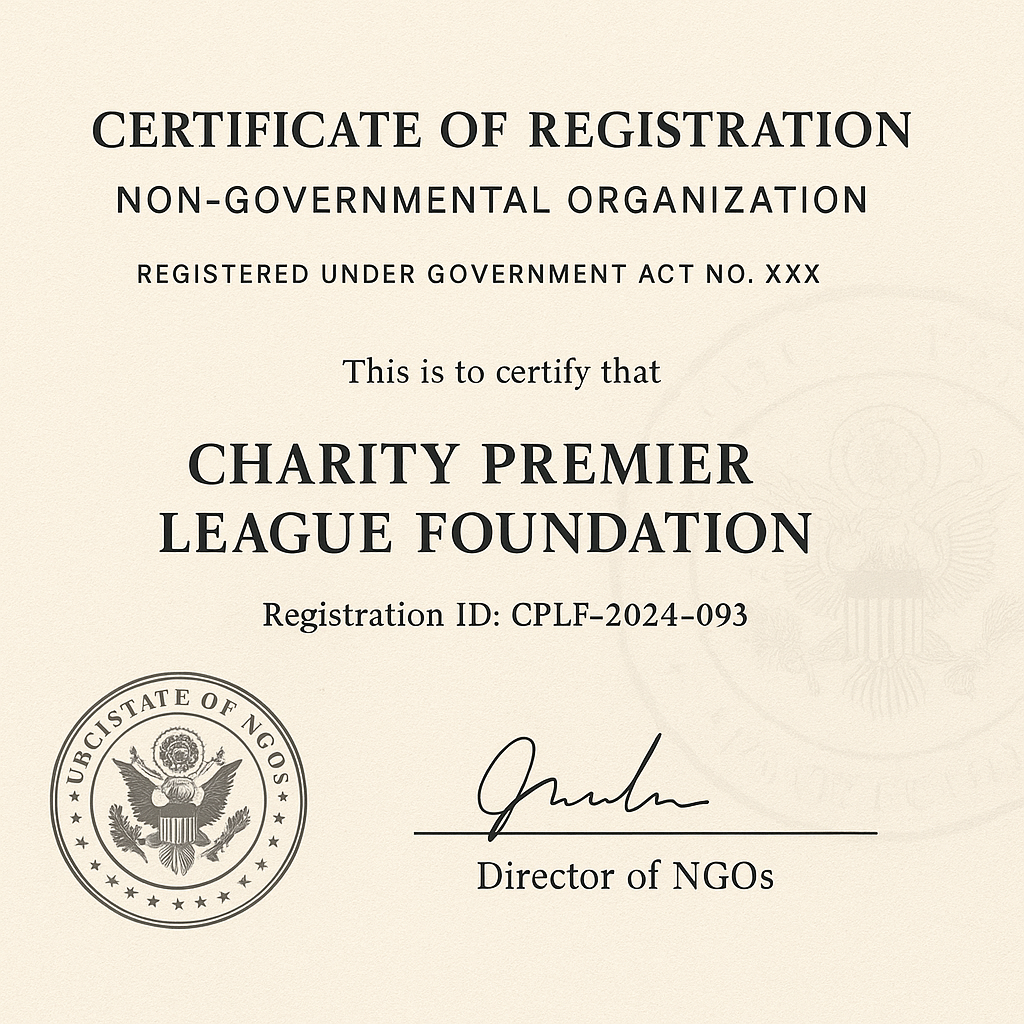 CERTIFICATE OF REGISTRATION
NON-GOVERNMENTAL ORGANIZATION
REGISTERED UNDER GOVERNMENT ACT NO. XXX
This is to certify that
CHARITY PREMIER
LEAGUE FOUNDATION
Registration ID: CPLF-2024-093
UBCISTATE OF NGOS
Director of NGOs